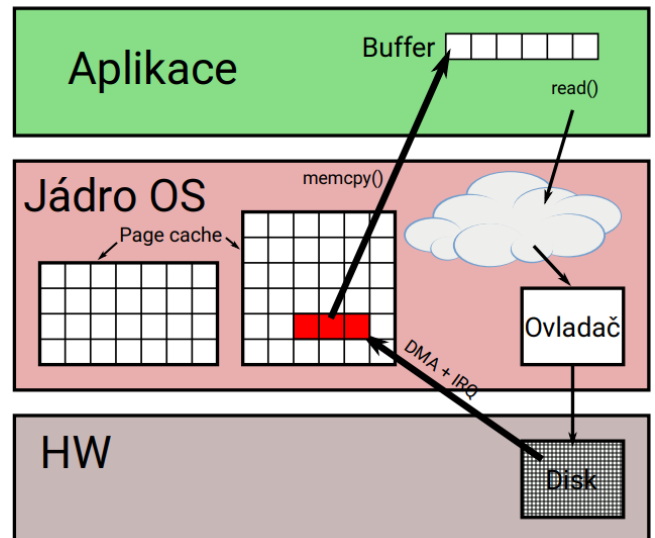 Aplikace
Buffer
read()
memcpy()
Jádro OS
Page cache
Ovladač
DMA + IRQ
HW
Disk